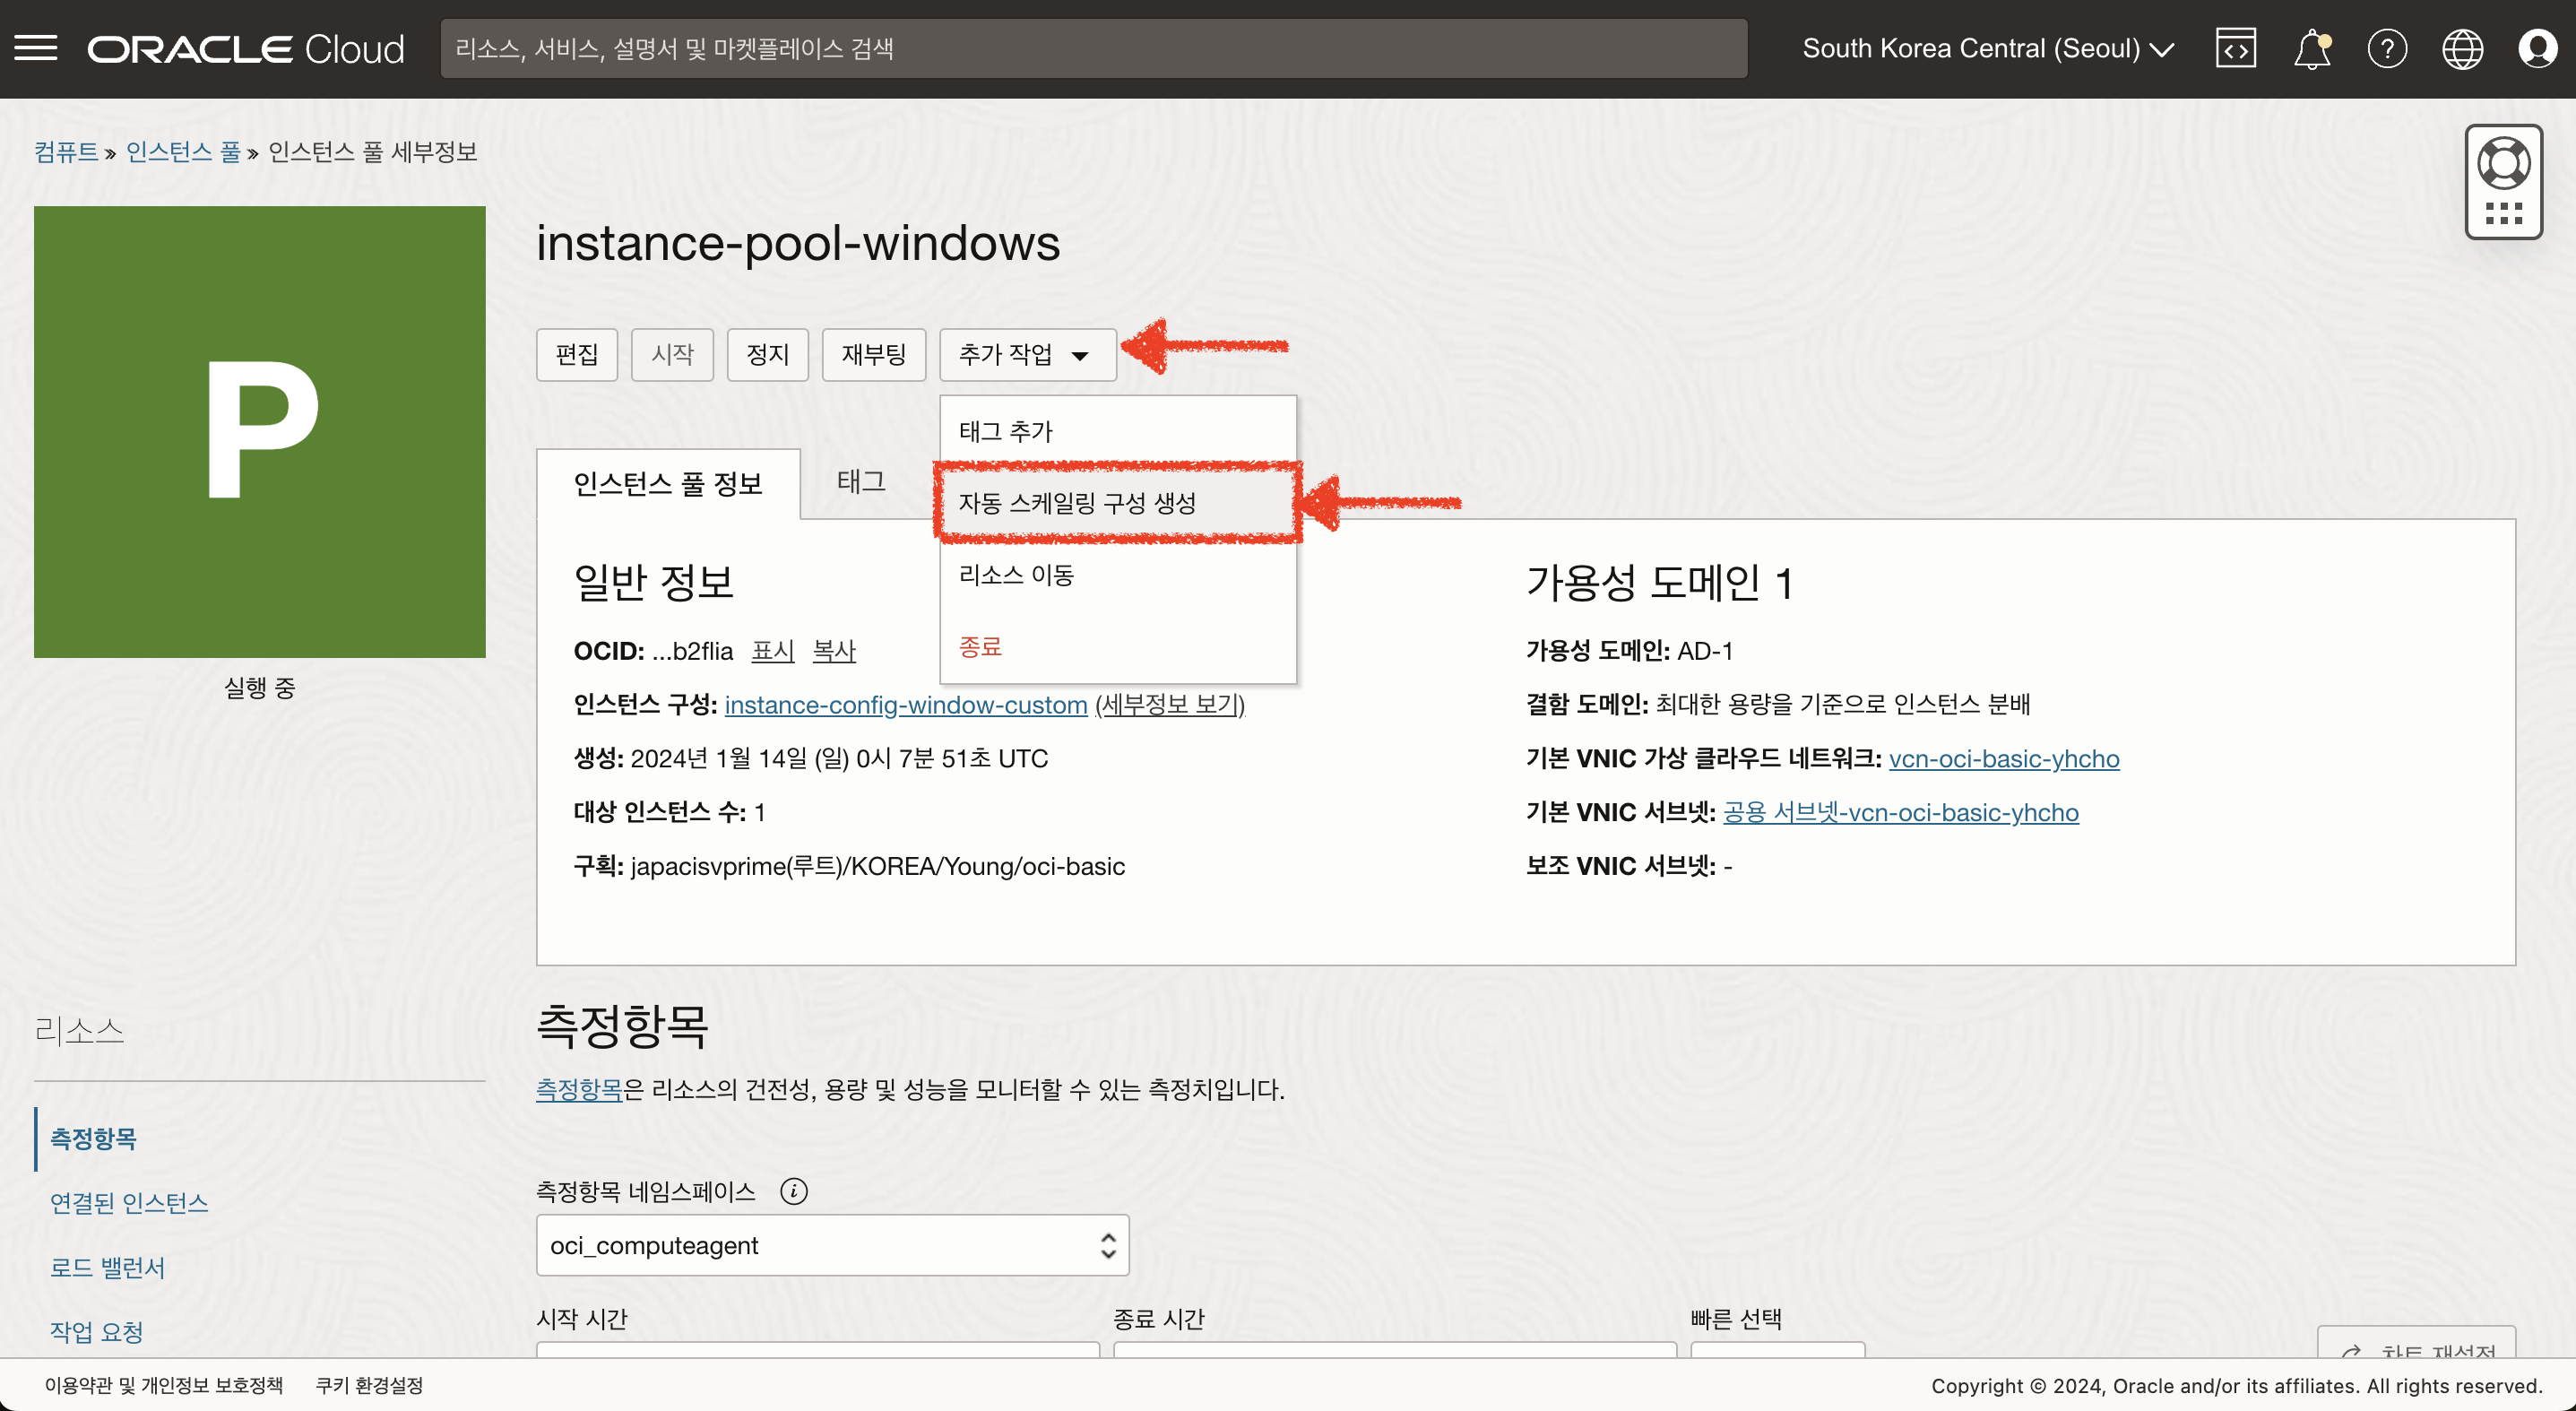 ORACLE Cloud
리소스, 서비스, 설명서 및 마켓플레이스 검색
South Korea Central (Seoul)
컴퓨트 » 인스턴스 풀 » 인스턴스 풀 세부정보
P
실행 중
instance-pool-windows
편집 시작 정지 재부팅 추가 작업
태그 추가
자동 스케일링 구성 생성
리소스 이동
종료
인스턴스 풀 정보 태그
일반 정보
OCID: ...b2flia 표시 복사
인스턴스 구성: instance-config-window-custom (세부정보 보기)
생성: 2024년 1월 14일 (일) 0시 7분 51초 UTC
대상 인스턴스 수: 1
구획: japacisvprime(루트)/KOREA/Young/oci-basic
가용성 도메인 1
가용성 도메인: AD-1
결함 도메인: 최대한 용량을 기준으로 인스턴스 분배
기본 VNIC 가상 클라우드 네트워크: vcn-oci-basic-yhcho
기본 VNIC 서브넷: 공용 서브넷-vcn-oci-basic-yhcho
보조 VNIC 서브넷: -
리소스
측정항목
연결된 인스턴스
로드 밸런서
작업 요청
측정항목
측정항목은 리소스의 건전성, 용량 및 성능을 모니터할 수 있는 측정치입니다.
측정항목 네임스페이스
oci_computeagent
시작 시간 종료 시간 빠른 선택
차트 재설정
이용약관 및 개인정보 보호정책 쿠키 환경설정
Copyright © 2024, Oracle and/or its affiliates. All rights reserved.